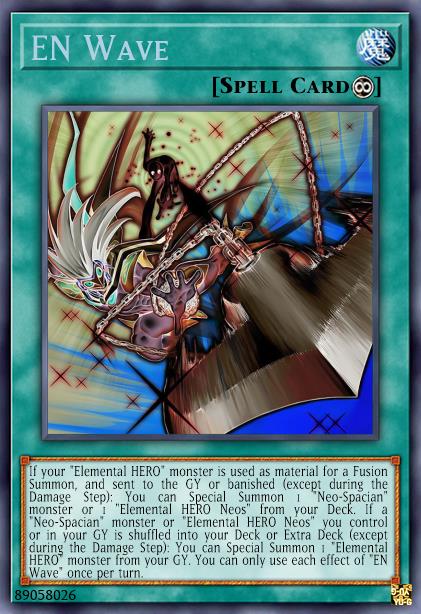 EN Wave
魔
[Spell Card]
If your "Elemental HERO" monster is used as material for a Fusion
Summon, and sent to the GY or banished (except during the
Damage Step): You can Special Summon 1 "Neo-Spacian"
monster or 1 "Elemental HERO Neos" from your Deck. If a
"Neo-Spacian" monster or "Elemental HERO Neos" you control
or in your GY is shuffled into your Deck or Extra Deck (except
during the Damage Step): You can Special Summon 1 "Elemental
HERO" monster from your GY. You can only use each effect of "EN
Wave" once per turn.
89058026